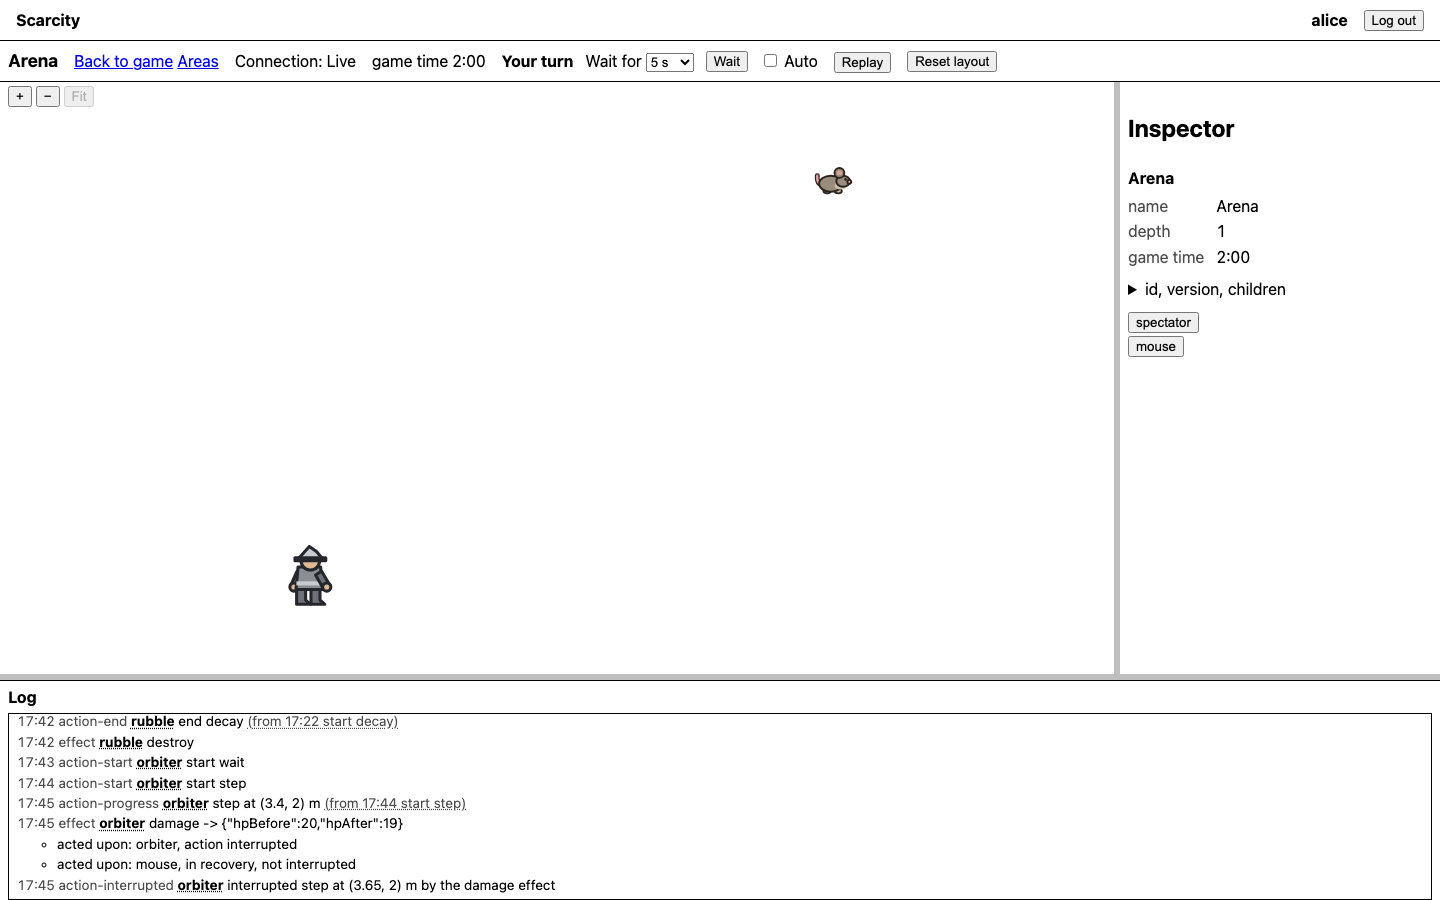 Scarcity alice Log out
Arena Back to game Areas Connection: Live game time 2:00 Your turn Wait for 5 s Wait Auto Replay Reset layout
+ − Fit
Inspector
Arena
name Arena
depth 1
game time 2:00
▶ id, version, children
spectator
mouse
Log
17:42 action-end rubble end decay (from 17:22 start decay)
17:42 effect rubble destroy
17:43 action-start orbiter start wait
17:44 action-start orbiter start step
17:45 action-progress orbiter step at (3.4, 2) m (from 17:44 start step)
17:45 effect orbiter damage -> {"hpBefore":20,"hpAfter":19}
acted upon: orbiter, action interrupted
acted upon: mouse, in recovery, not interrupted
17:45 action-interrupted orbiter interrupted step at (3.65, 2) m by the damage effect